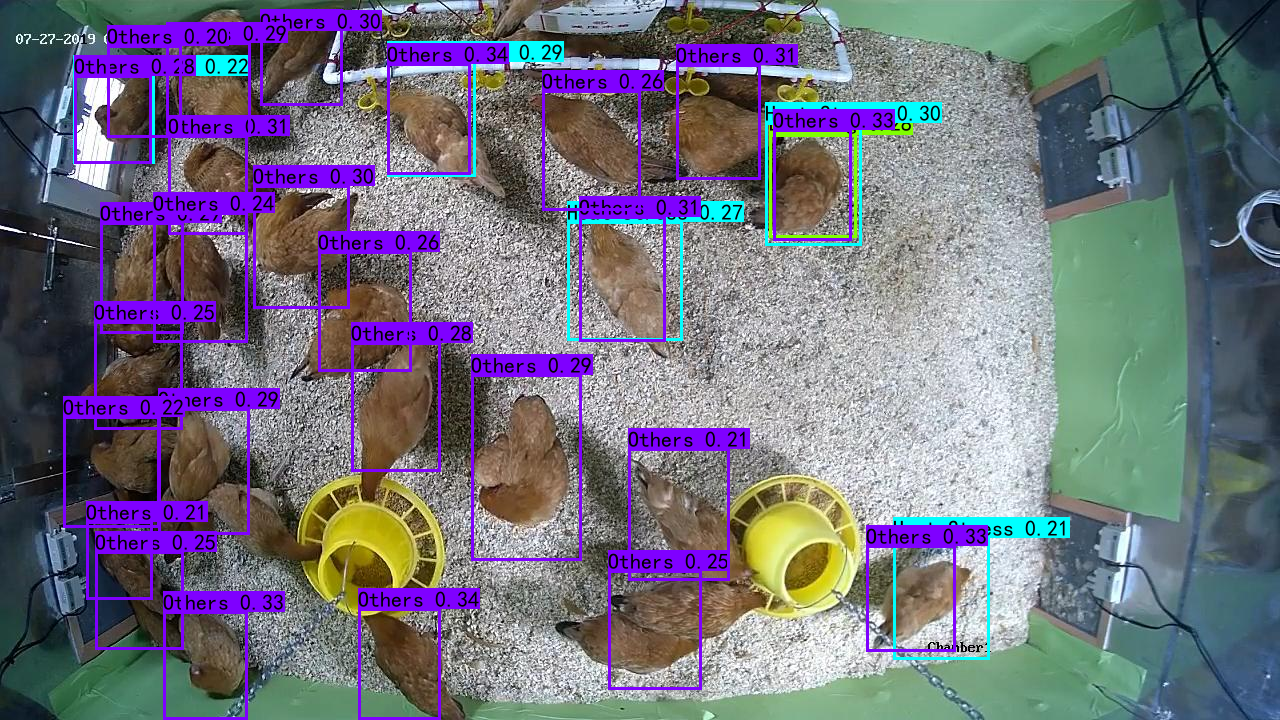 07-27-2019
Others 0.30
Others 0.20
0.29
Others 0.34
0.29
Others 0.31
Others 0.28
0.22
Others 0.26
0.30
Others 0.33
Others 0.31
Others 0.30
Others 0.24
Others 0.31
0.27
Others 0.26
Others 0.25
Others 0.28
Others 0.29
Others 0.29
Others 0.22
Others 0.21
Others 0.21
Heat Stress 0.21
Others 0.33
Others 0.25
Others 0.25
Others 0.33
Others 0.34
Chamber